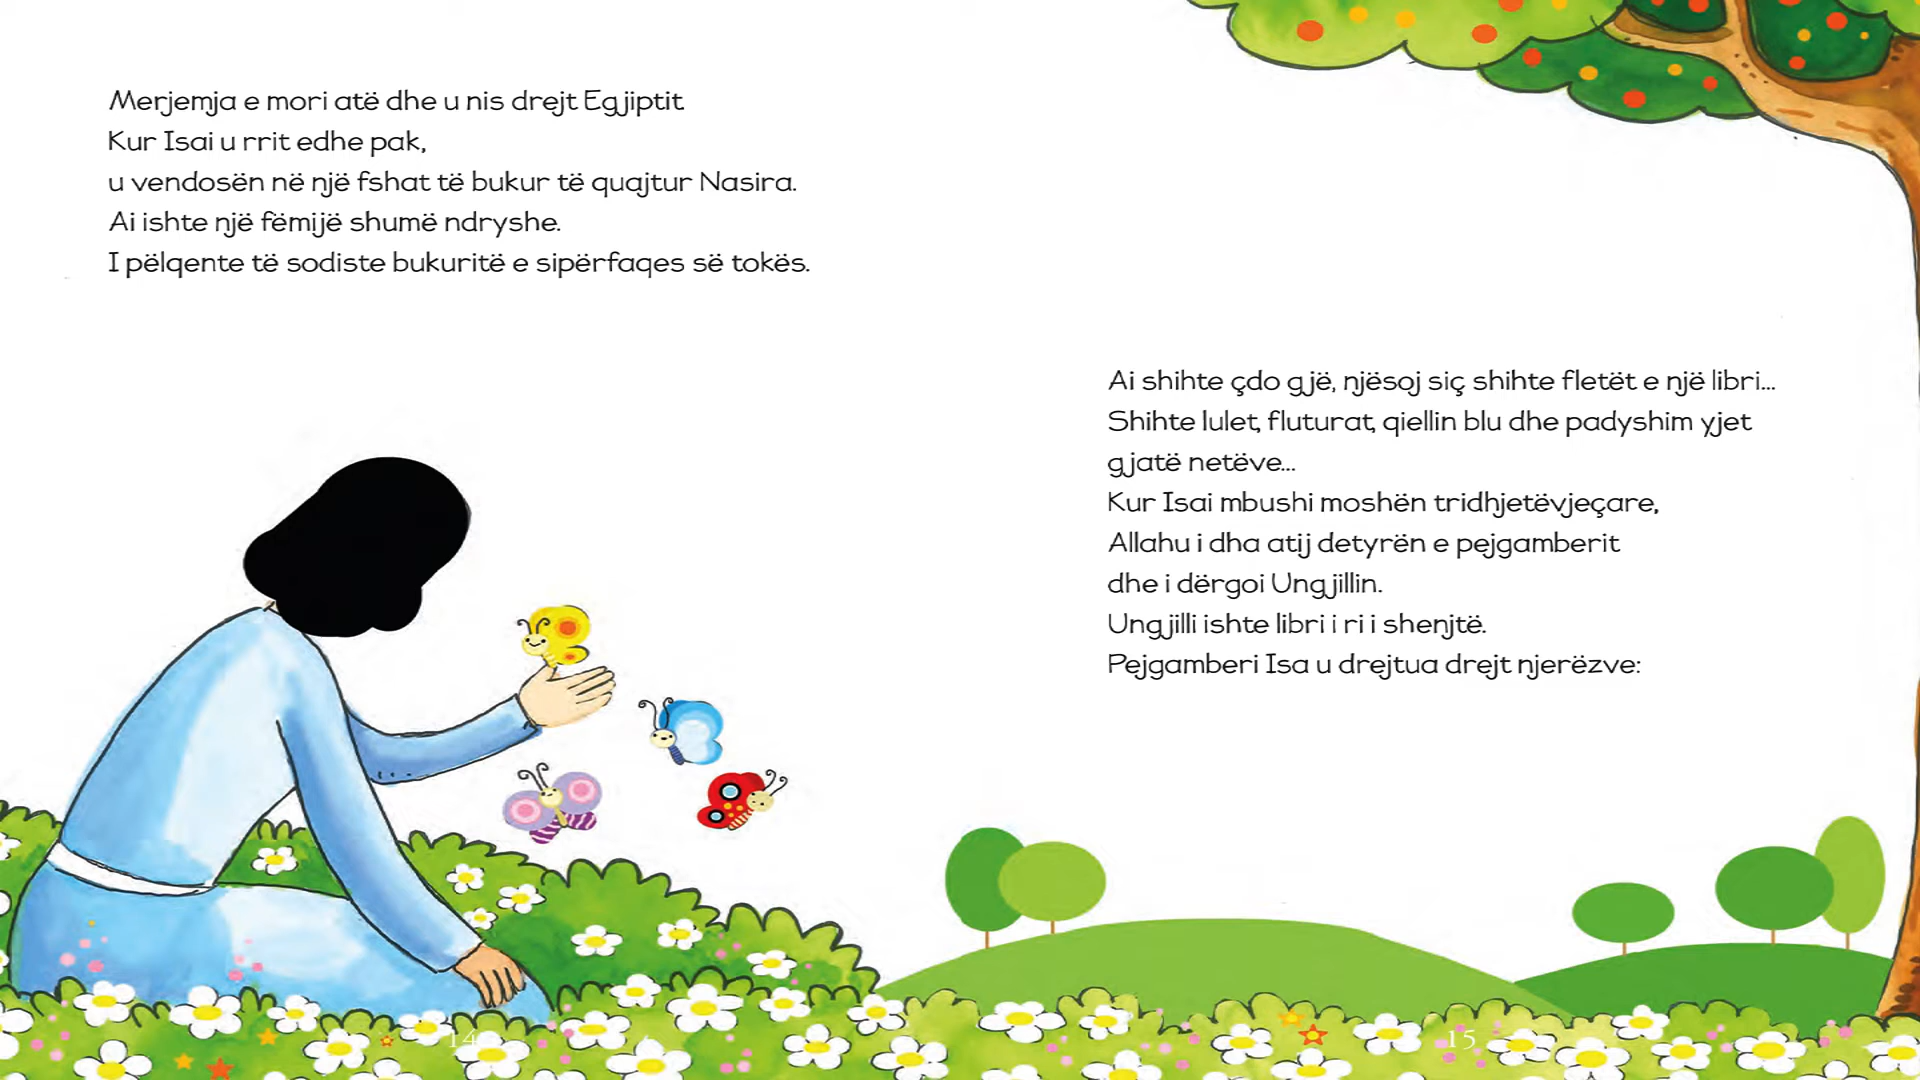 Merjemja e mori atë dhe u nis drejt Egjiptit
Kur Isai u rrit edhe pak,
u vendosën në një fshat të bukur të quajtur Nasira.
Ai ishte një fëmijë shumë ndryshe.
I pëlqente të sodiste bukuritë e sipërfaqes së tokës.
Ai shihte çdo gjë, njësoj siç shihte fletët e një libri...
Shihte lulet, fluturat, qiellin blu dhe padyshim yjet
gjatë netëve...
Kur Isai mbushi moshën tridhjetëvjeçare,
Allahu i dha atij detyrën e pejgamberit
dhe i dërgoi Ungjillin.
Ungjilli ishte libri i ri i shenjtë.
Pejgamberi Isa u drejtua drejt njerëzve:
14
15